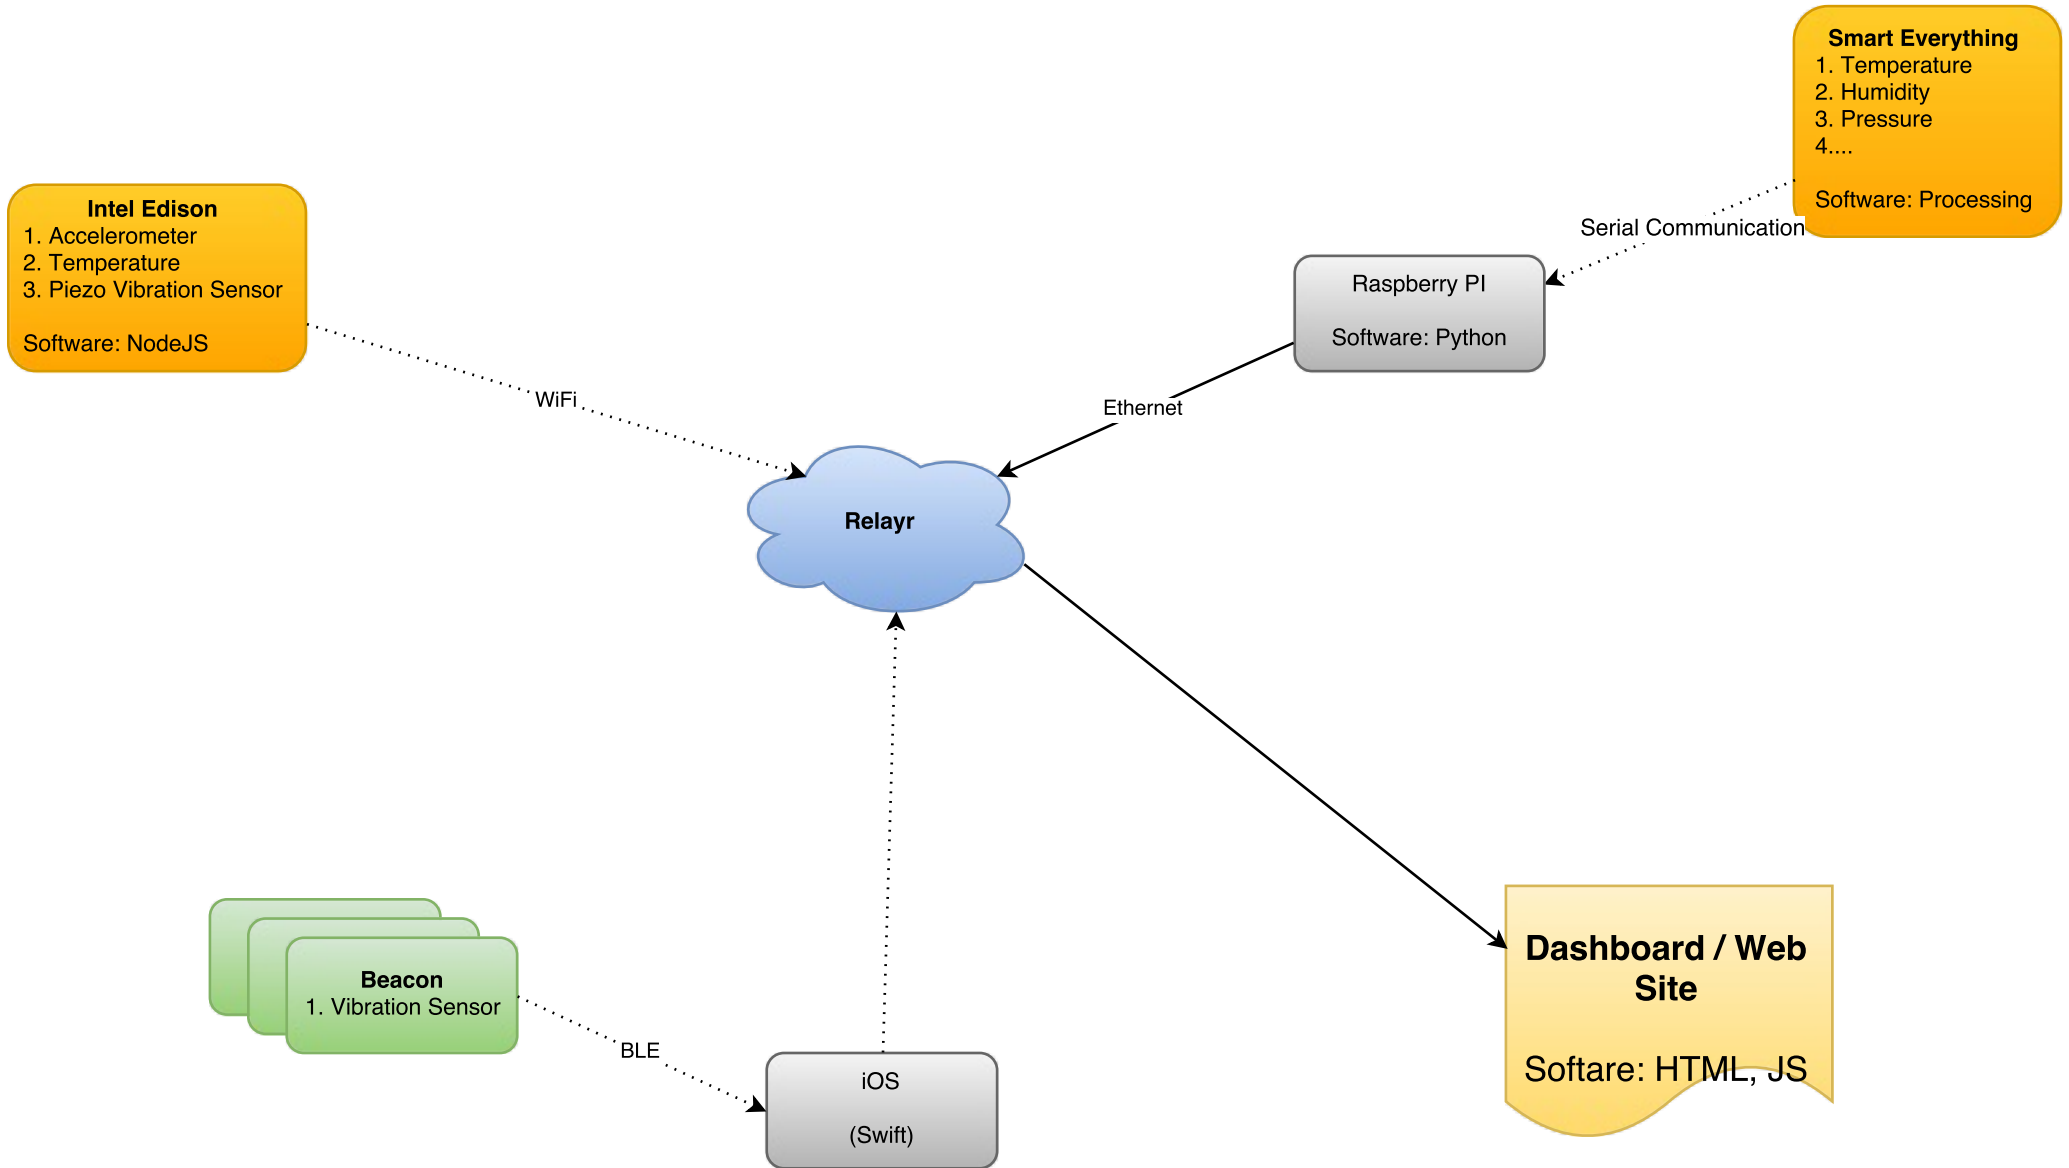 Smart Everything
1. Temperature
2. Humidity
3. Pressure
4....
Software: Processing
Intel Edison
1. Accelerometer
2. Temperature
3. Piezo Vibration Sensor
Software: NodeJS
Serial Communication
Raspberry PI
Software: Python
WiFi
Ethernet
Relayr
Beacon
1. Vibration Sensor
BLE
iOS
(Swift)
Dashboard / Web
Site
Softare: HTML, JS